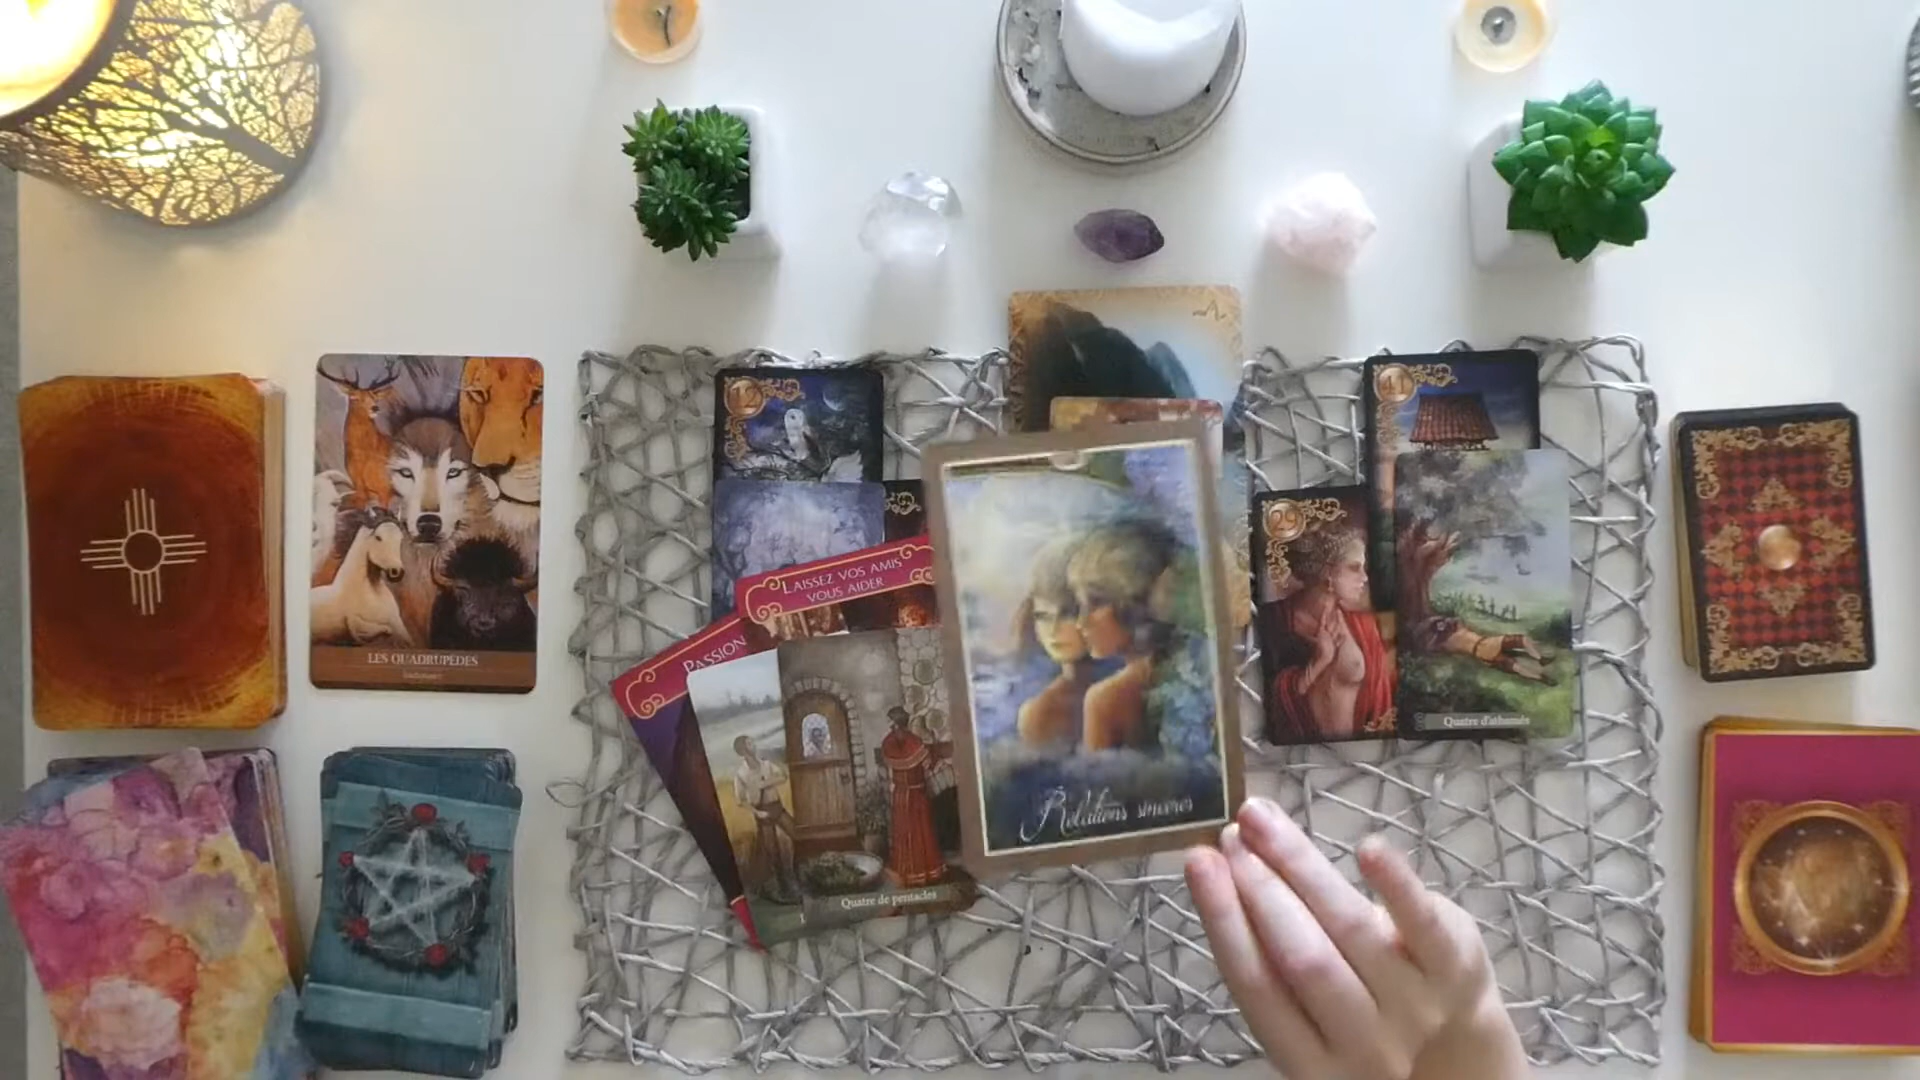 12
41
LES QUADRUPÈDES
29
LAISSEZ VOS AMIS
VOUS AIDER
PASSION
Quatre d'athamés
Relations sincères
Quatre de pentacles